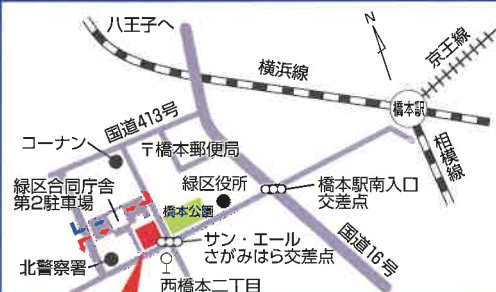 八王子へ
N
京王線
横浜線
橋本駅
国道413号
相模線
コーナン
〒橋本郵便局
緑区合同庁舎
第2駐車場
緑区役所
橋本公園
橋本駅南入口
交差点
サン・エール
さがみはら交差点
国道16号
北警察署
西橋本二丁目